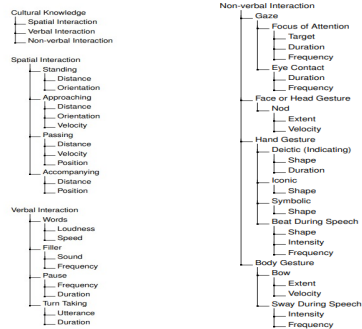 Cultural Knowledge
Spatial Interaction
Verbal Interaction
Non-verbal Interaction
Spatial Interaction
Standing
Distance
Orientation
Approaching
Distance
Orientation
Velocity
Passing
Distance
Velocity
Position
Accompanying
Distance
Position
Verbal Interaction
Words
Loudness
Speed
Filler
Sound
Frequency
Pause
Frequency
Duration
Turn Taking
Utterance
Duration
Non-verbal Interaction
Gaze
Focus of Attention
Target
Duration
Frequency
Eye Contact
Duration
Frequency
Face or Head Gesture
Nod
Extent
Velocity
Hand Gesture
Deictic (Indicating)
Shape
Duration
Iconic
Shape
Symbolic
Shape
Beat During Speech
Shape
Intensity
Frequency
Body Gesture
Bow
Extent
Velocity
Sway During Speech
Intensity
Frequency